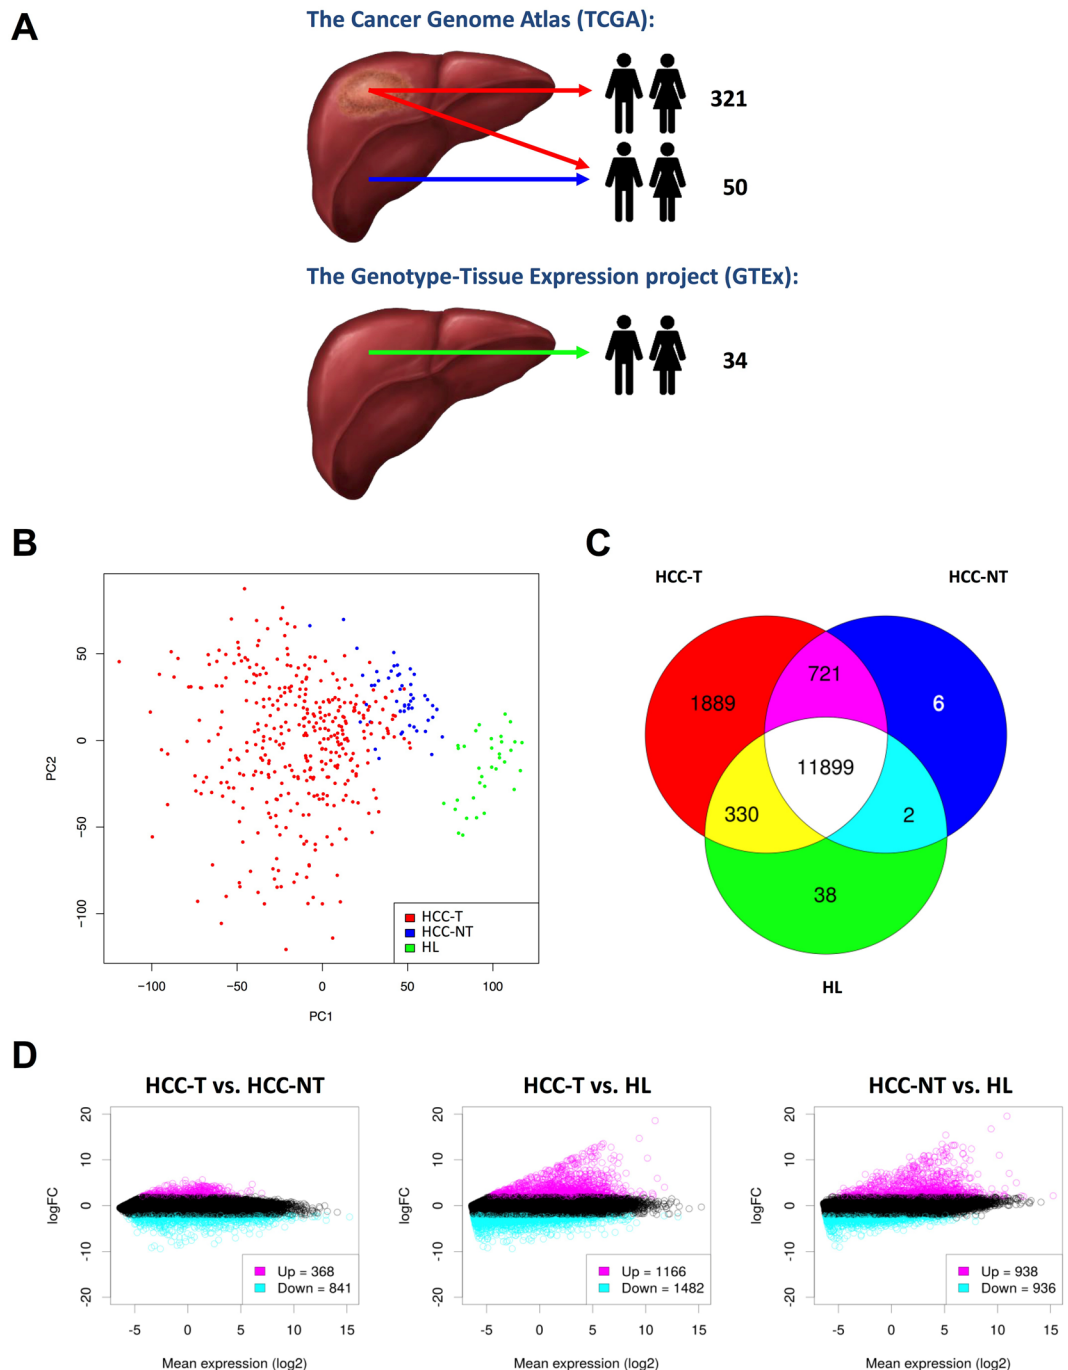 A
The Cancer Genome Atlas (TCGA):
321
50
The Genotype-Tissue Expression project (GTEx):
34
B
PC2
50
0
−50
−100
−100 −50 0 50 100
PC1
HCC-T
HCC-NT
HL
C
HCC-T HCC-NT
721
1889 6
11899
330 2
38
HL
D
HCC-T vs. HCC-NT
logFC
20
10
0
-10
-20
Up = 368
Down = 841
-5 0 5 10 15
Mean expression (log2)
HCC-T vs. HL
logFC
20
10
0
-10
-20
Up = 1166
Down = 1482
-5 0 5 10 15
Mean expression (log2)
HCC-NT vs. HL
logFC
20
10
0
-10
-20
Up = 938
Down = 936
-5 0 5 10 15
Mean expression (log2)